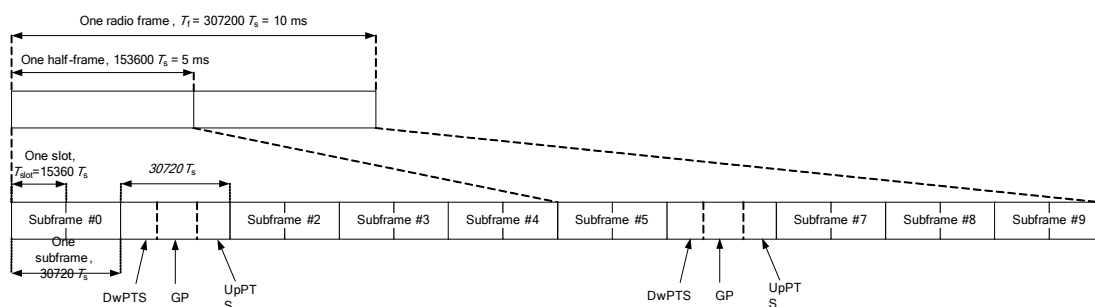 One radio frame , Tf = 307200 Ts = 10 ms
One half-frame, 153600 Ts = 5 ms
One slot,
Tslot=15360 Ts
30720Ts
Subframe #0
Subframe #2
Subframe #3
Subframe #4
Subframe #5
Subframe #7
Subframe #8
Subframe #9
One
subframe ,
30720 Ts
DwPTS
GP
UpPT
S
DwPTS
GP
UpPT
S